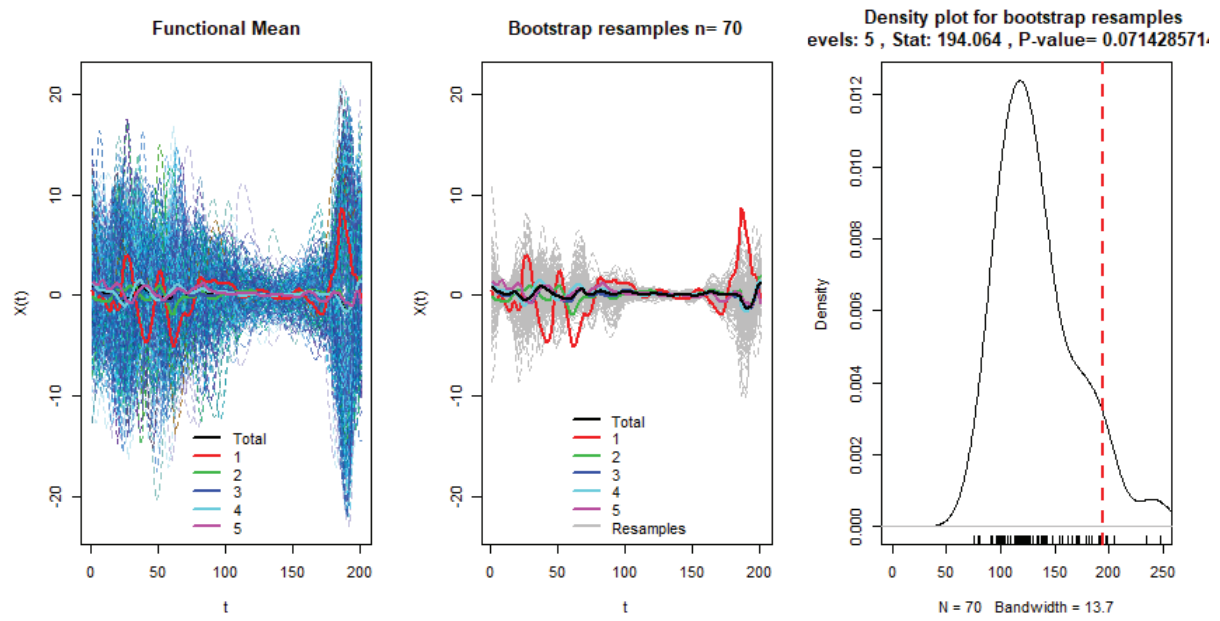 Functional Mean
X(t)
20
10
0
-10
-20
Total
1
2
3
4
5
0 50 100 150 200
t
Bootstrap resamples n= 70
X(t)
20
10
0
-10
-20
Total
1
2
3
4
5
Resamples
0 50 100 150 200
t
Density plot for bootstrap resamples
evels: 5 , Stat: 194.064 , P-value= 0.071428571
Density
0.012
0.010
0.008
0.006
0.004
0.002
0.000
0 50 100 150 200 250
N = 70 Bandwidth = 13.7